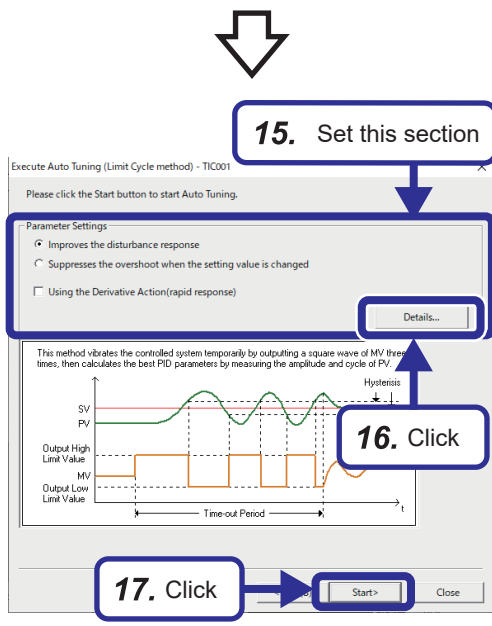 15. Set this section
Execute Auto Tuning (Limit Cycle method) - TIC001
Please click the Start button to start Auto Tuning.
Parameter Settings
Improves the disturbance response
Suppresses the overshoot when the setting value is changed
Using the Derivative Action(rapid response)
Details...
This method vibrates the controlled system temporarily by outputting a square wave of MV three
times, then calculates the best PID parameters by measuring the amplitude and cycle of PV.
Hysterisis
SV
PV
16. Click
Output High
Limit Value
MV
Output Low
Limit Value
Time-out Period
t
17. Click
Start>
Close